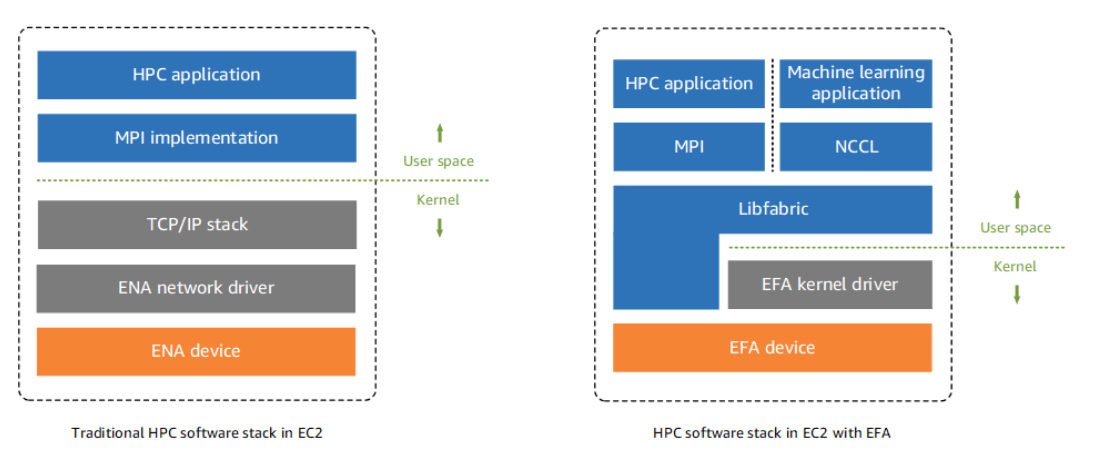 HPC application
MPI implementation
User space
Kernel
TCP/IP stack
ENA network driver
ENA device
Traditional HPC software stack in EC2
HPC application
Machine learning
application
MPI
NCCL
Libfabric
User space
Kernel
EFA kernel driver
EFA device
HPC software stack in EC2 with EFA